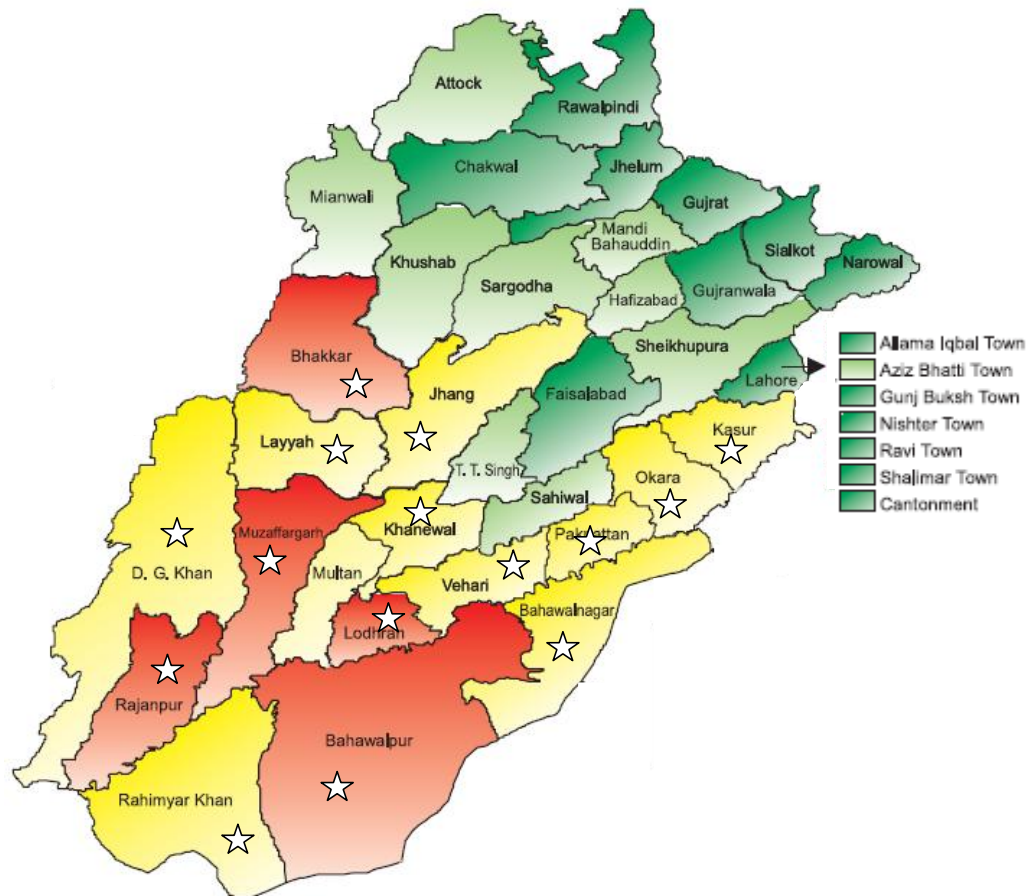 Attock
Rawalpindi
Chakwal
Jhelum
Mianwali
Gujrat
Mandi
Bahauddin
Sialkot
Narowal
Khushab
Sargodha
Hafizabad
Gujranwala
Sheikhupura
Bhakkar
Lahore
Jhang
Faisalabad
Allama Iqbal Town
Aziz Bhatti Town
Gunj Buksh Town
Nishter Town
Ravi Town
Shalimar Town
Cantonment
Layyah
Kasur
T. T. Singh
Okara
Sahiwal
Muzaffargarh
Khanewal
Pakpattan
D. G. Khan
Multan
Vehari
Bahawalnagar
Lodhran
Rajanpur
Bahawalpur
Rahimyar Khan